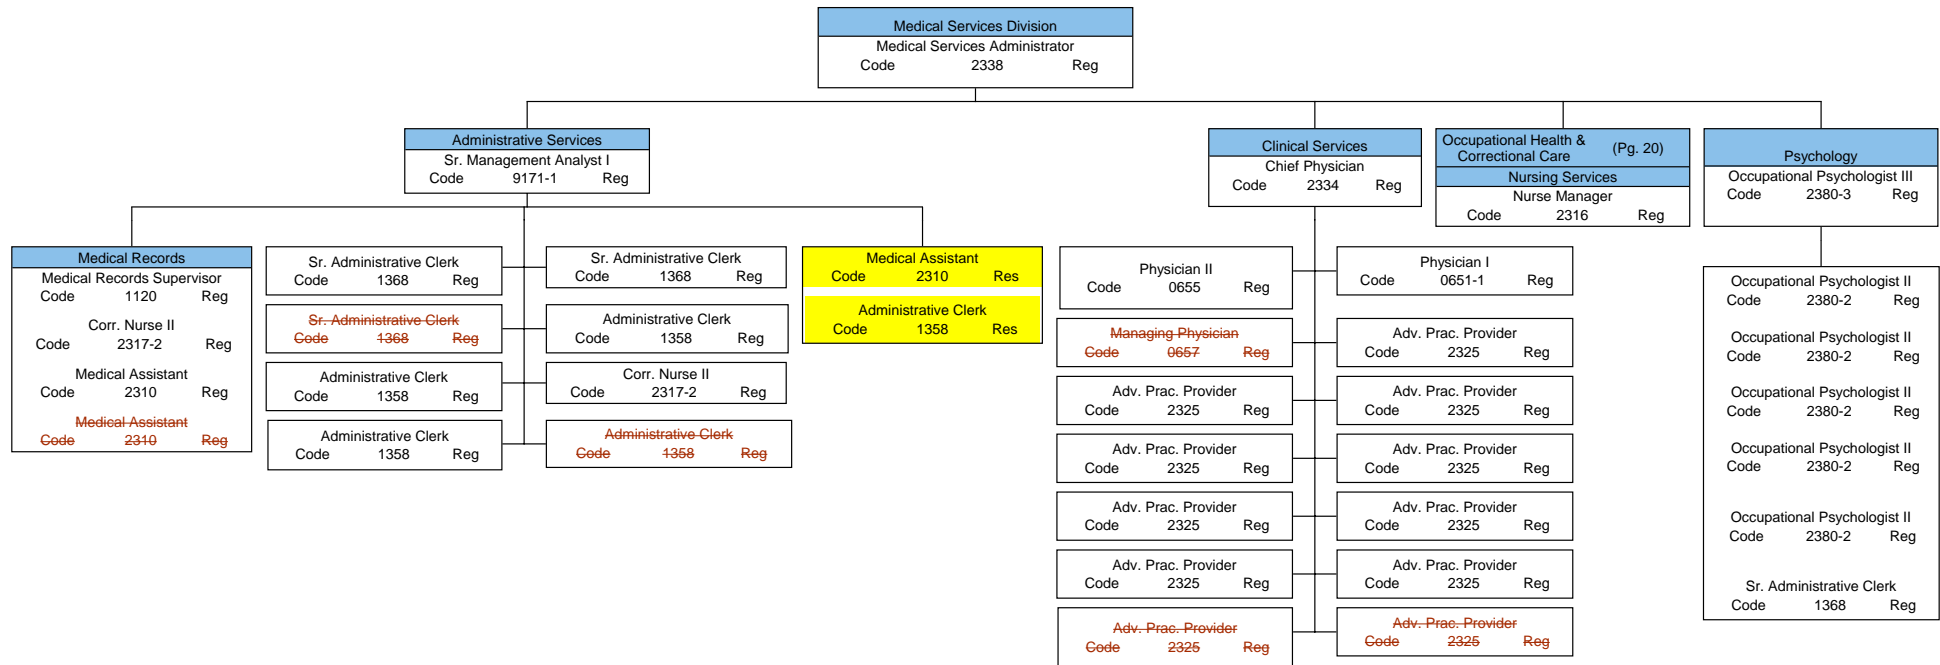 Medical Services Division
Medical Services Administrator
Code 2338 Reg
Administrative Services
Sr. Management Analyst I
Code 9171-1 Reg
Clinical Services
Chief Physician
Code 2334 Reg
Occupational Health &
Correctional Care (Pg. 20)
Nursing Services
Nurse Manager
Code 2316 Reg
Psychology
Occupational Psychologist III
Code 2380-3 Reg
Medical Records
Medical Records Supervisor
Code 1120 Reg
Corr. Nurse II
Code 2317-2 Reg
Medical Assistant
Code 2310 Reg
Medical Assistant
Code 2310 Reg
Sr. Administrative Clerk
Code 1368 Reg
Sr. Administrative Clerk
Code 1368 Reg
Sr. Administrative Clerk
Code 1368 Reg
Administrative Clerk
Code 1358 Reg
Administrative Clerk
Code 1358 Reg
Corr. Nurse II
Code 2317-2 Reg
Administrative Clerk
Code 1358 Reg
Administrative Clerk
Code 1358 Reg
Medical Assistant
Code 2310 Res
Administrative Clerk
Code 1358 Res
Physician II
Code 0655 Reg
Physician I
Code 0651-1 Reg
Managing Physician
Code 0657 Reg
Adv. Prac. Provider
Code 2325 Reg
Adv. Prac. Provider
Code 2325 Reg
Adv. Prac. Provider
Code 2325 Reg
Adv. Prac. Provider
Code 2325 Reg
Adv. Prac. Provider
Code 2325 Reg
Adv. Prac. Provider
Code 2325 Reg
Adv. Prac. Provider
Code 2325 Reg
Adv. Prac. Provider
Code 2325 Reg
Adv. Prac. Provider
Code 2325 Reg
Adv. Prac. Provider
Code 2325 Reg
Adv. Prac. Provider
Code 2325 Reg
Occupational Psychologist II
Code 2380-2 Reg
Occupational Psychologist II
Code 2380-2 Reg
Occupational Psychologist II
Code 2380-2 Reg
Occupational Psychologist II
Code 2380-2 Reg
Occupational Psychologist II
Code 2380-2 Reg
Sr. Administrative Clerk
Code 1368 Reg